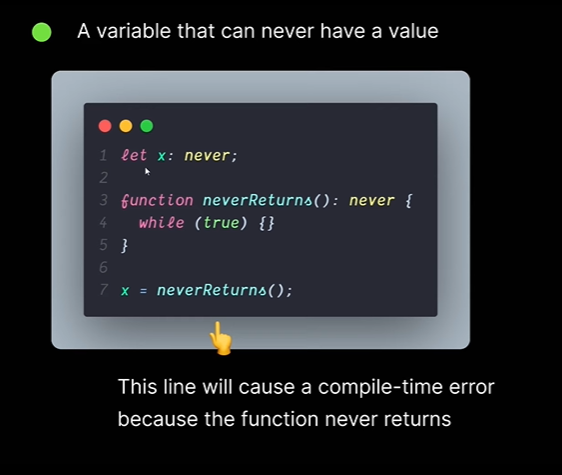 A variable that can never have a value
1 let x: never;
2
3 function neverReturns(): never {
4   while (true) {}
5 }
6
7 x = neverReturns();
This line will cause a compile-time error
because the function never returns